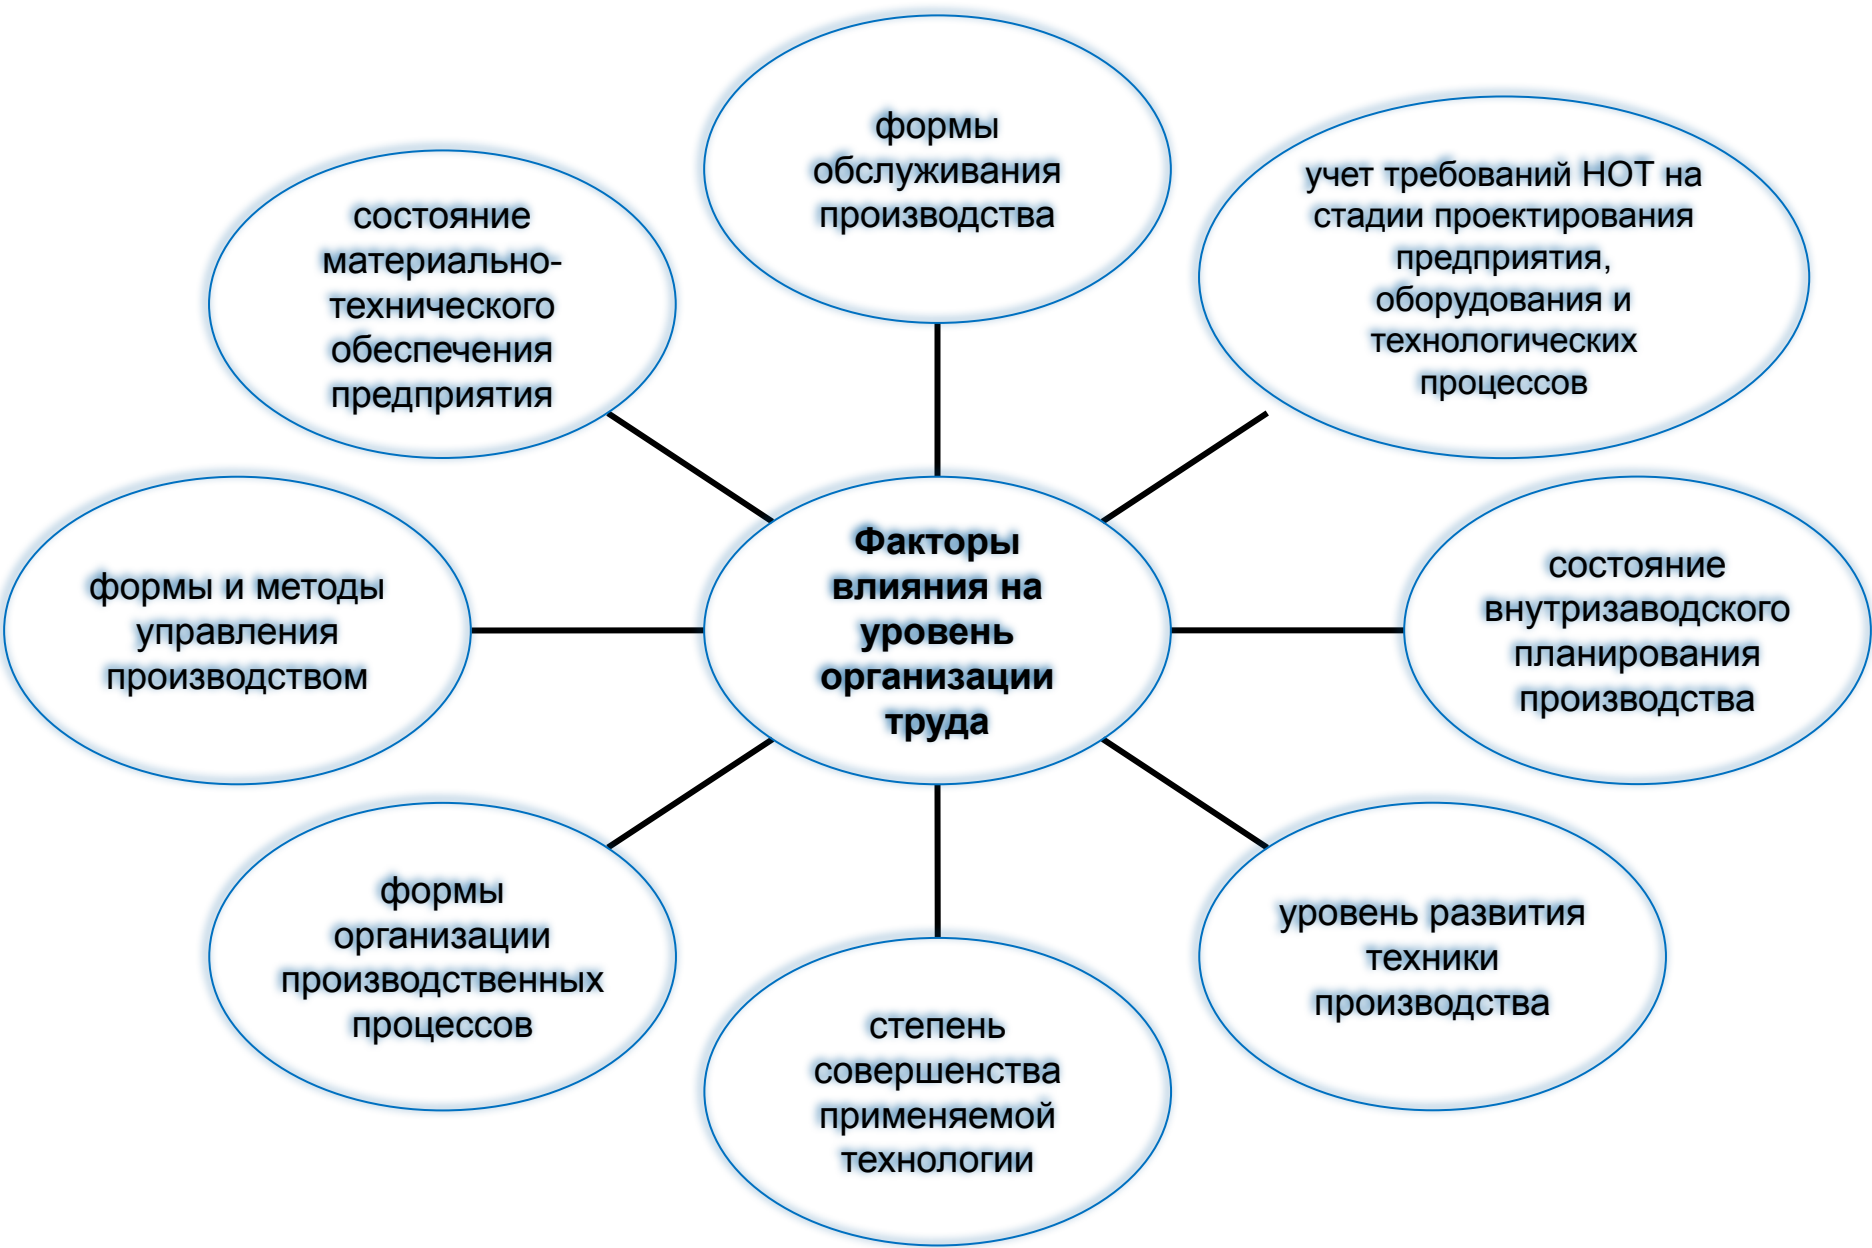 формы
обслуживания
производства
учет требований НОТ на
стадии проектирования
предприятия,
оборудования и
технологических
процессов
состояние
материально-
технического
обеспечения
предприятия
Факторы
влияния на
уровень
организации
труда
состояние
внутризаводского
планирования
производства
формы и методы
управления
производством
уровень развития
техники
производства
формы
организации
производственных
процессов
степень
совершенства
применяемой
технологии